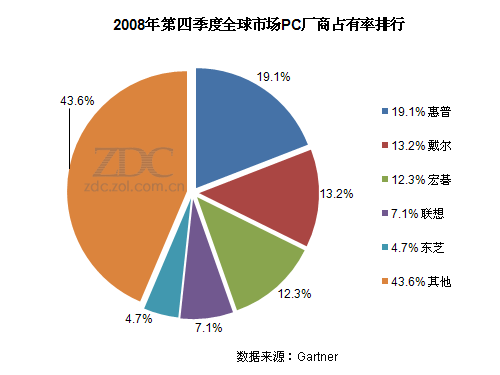 2008年第四季度全球市场PC厂商占有率排行
19.1%
43.6%
19.1% 惠普
13.2% 戴尔
ZDC
zdc.zol.com.cn
12.3% 宏碁
13.2%
7.1% 联想
4.7% 东芝
43.6% 其他
12.3%
4.7%
7.1%
数据来源：Gartner